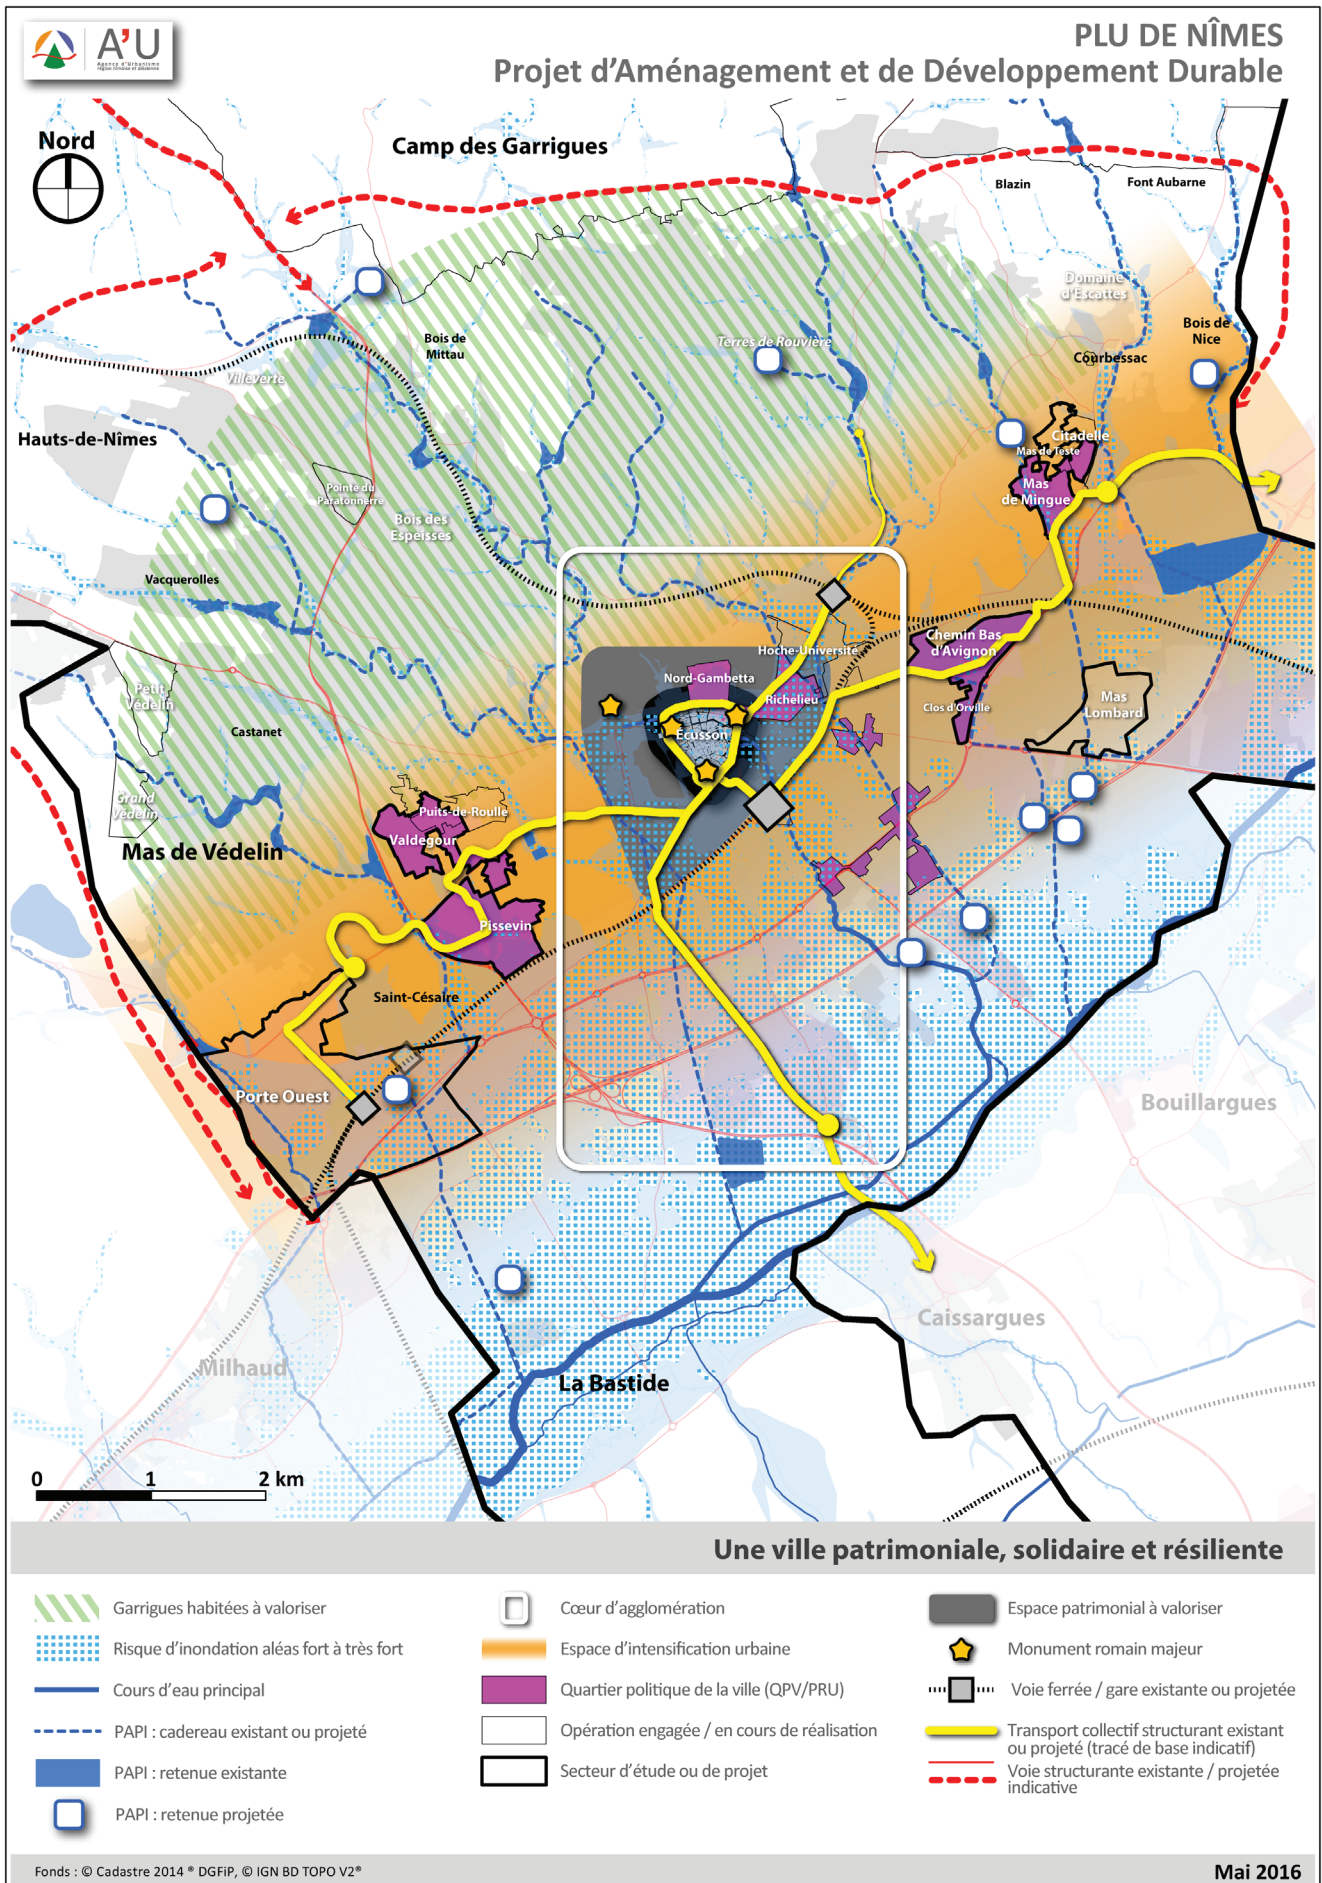 A'U
Agence d'Urbanisme
région nîmoise et alésienne
PLU DE NÎMES
Projet d'Aménagement et de Développement Durable
Nord
Camp des Garrigues
Blazin
Font Aubarne
Domaine
d'Escattes
Bois de
Nice
Bois de
Mittau
Terres de Rouvière
Courbessac
Villeverte
Hauts-de-Nîmes
Citadelle
Mas de Teste
Mas
de Mingue
Pointe du
Paratonnerre
Bois des
Espeisses
Vacquerolles
Chemin Bas
d'Avignon
Hoche-Université
Nord-Gambetta
Richelieu
Petit
Védelin
Clos d'Orville
Mas
Lombard
Castanet
Écusson
Grand
Védelin
Puits-de-Roulle
Valdegour
Mas de Védelin
Pissevin
Saint-Césaire
Porte Ouest
Bouillargues
Caissargues
Milhaud
La Bastide
0 1 2 km
Une ville patrimoniale, solidaire et résiliente
Garrigues habitées à valoriser
Risque d'inondation aléas fort à très fort
Cours d'eau principal
PAPI : cadereau existant ou projeté
PAPI : retenue existante
PAPI : retenue projetée
Cœur d'agglomération
Espace d'intensification urbaine
Quartier politique de la ville (QPV/PRU)
Opération engagée / en cours de réalisation
Secteur d'étude ou de projet
Espace patrimonial à valoriser
Monument romain majeur
Voie ferrée / gare existante ou projetée
Transport collectif structurant existant
ou projeté (tracé de base indicatif)
Voie structurante existante / projetée
indicative
Fonds : © Cadastre 2014 ® DGFiP, © IGN BD TOPO V2®
Mai 2016